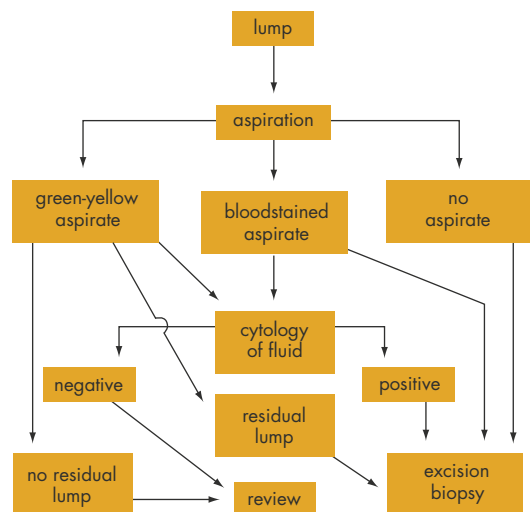 lump
aspiration
green-yellow
aspirate
bloodstained
aspirate
no
aspirate
cytology
of fluid
negative
positive
residual
lump
no residual
lump
review
excision
biopsy